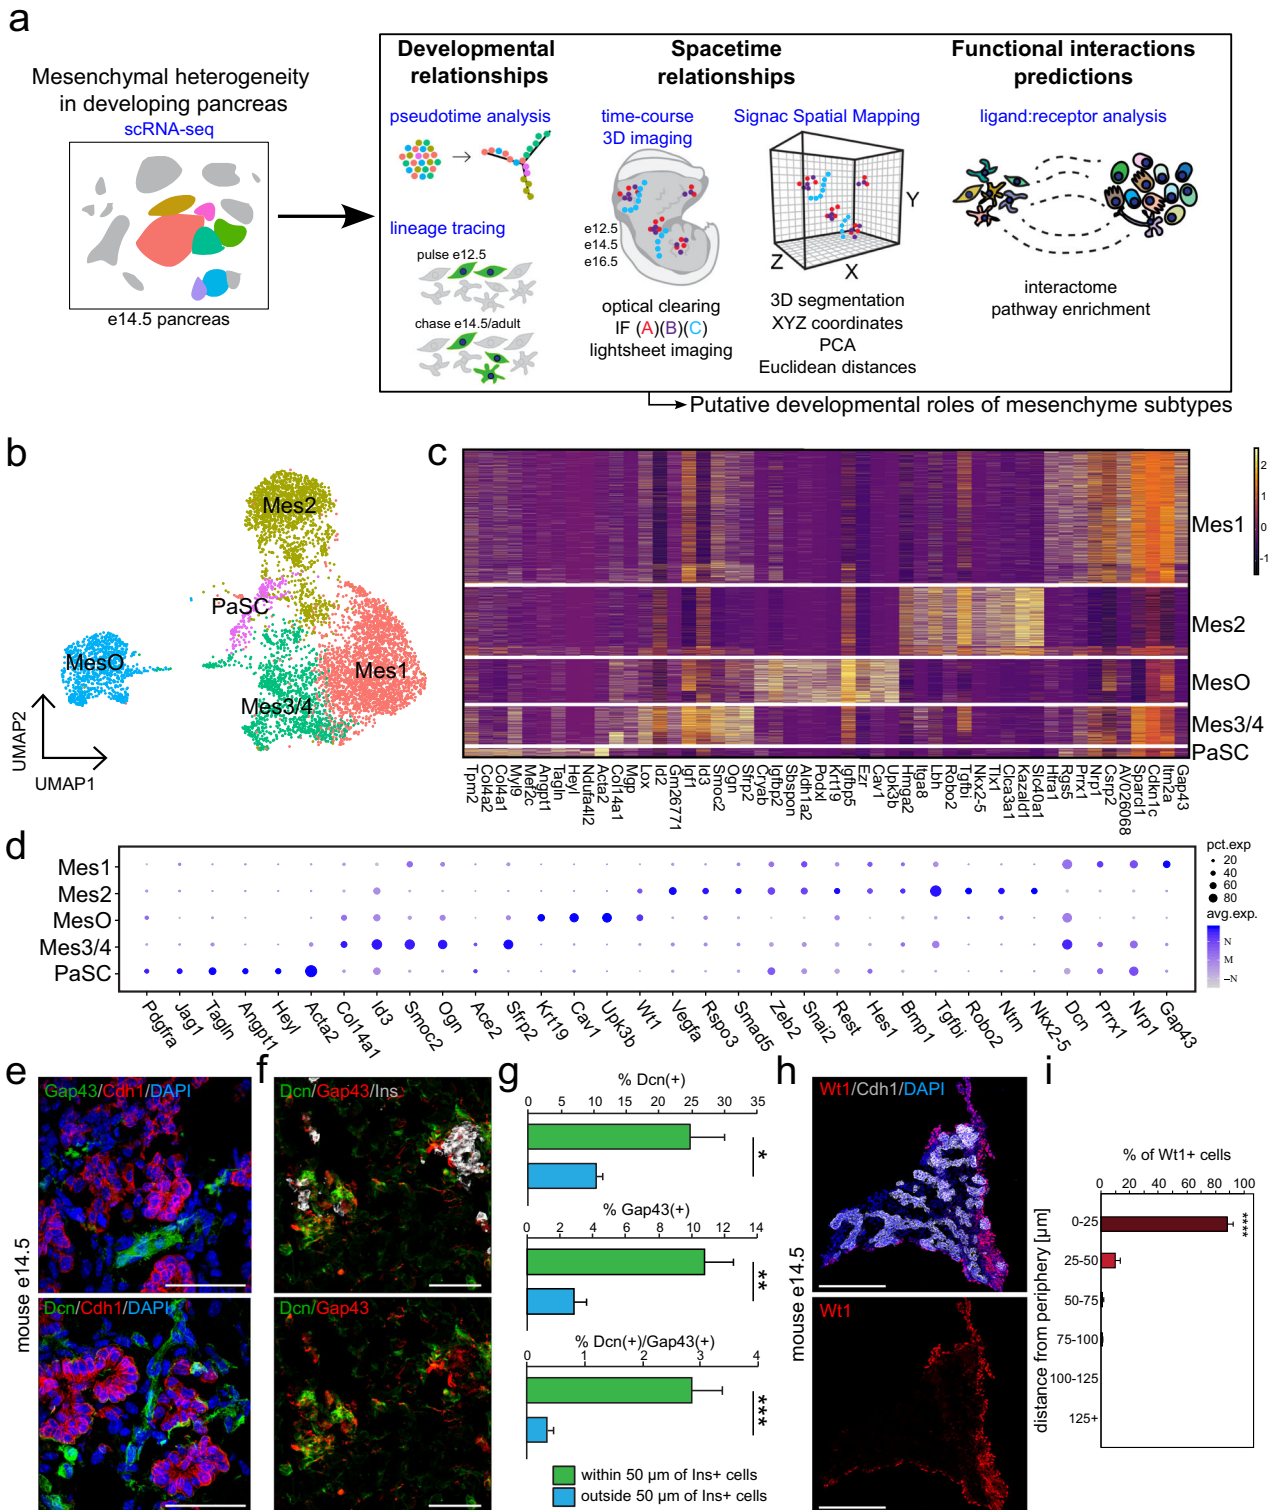 a
Mesenchymal heterogeneity
in developing pancreas
scRNA-seq
e14.5 pancreas
Developmental
relationships
pseudotime analysis
lineage tracing
pulse e12.5
chase e14.5/adult
Spacetime
relationships
time-course
3D imaging
e12.5
e14.5
e16.5
optical clearing
IF (A)(B)(C)
lightsheet imaging
Signac Spatial Mapping
Y
Z
X
3D segmentation
XYZ coordinates
PCA
Euclidean distances
Functional interactions
predictions
ligand:receptor analysis
interactome
pathway enrichment
Putative developmental roles of mesenchyme subtypes
b
Mes2
PaSC
MesO
Mes1
Mes3/4
UMAP2
UMAP1
c
2
1
0
-1
Mes1
Mes2
MesO
Mes3/4
PaSC
Tpm2
Col4a2
Col4a1
Myl9
Mef2c
Angpt1
Tagln
Heyl
Ndufa4l2
Acta2
Col14a1
Mgp
Lox
Id2
Gm26771
Igf1
Id3
Smoc2
Ogn
Sfrp2
Cryab
Igfbp2
Sbspon
Aldh1a2
Podxl
Krt19
Igfbp5
Ezr
Cav1
Upk3b
Hmga2
Itga8
Lbh
Robo2
Tgfbi
Nkx2-5
Tlx1
Clca3a1
Kazald1
Slc40a1
Htra1
Rgs5
Prrx1
Nrp1
Csrp2
AV026068
Sparcl1
Cdkn1c
Itm2a
Gap43
d
Mes1
Mes2
MesO
Mes3/4
PaSC
Pdgfra
Jag1
Tagln
Angpt1
Heyl
Acta2
Col14a1
Id3
Smoc2
Ogn
Ace2
Sfrp2
Krt19
Cav1
Upk3b
Wt1
Vegfa
Rspo3
Smad5
Zeb2
Snai2
Rest
Hes1
Bmp1
Tgfbi
Robo2
Ntm
Nkx2-5
Dcn
Prrx1
Nrp1
Gap43
pct.exp
20
40
60
80
avg.exp.
N
M
-N
e
Gap43/Cdh1/DAPI
Dcn/Cdh1/DAPI
mouse e14.5
f
Dcn/Gap43/Ins
Dcn/Gap43
g
% Dcn(+)
0 5 10 15 20 25 30 35
*
% Gap43(+)
0 2 4 6 8 10 12 14
**
% Dcn(+)/Gap43(+)
0 1 2 3 4
****
within 50 µm of Ins+ cells
outside 50 µm of Ins+ cells
h
Wt1/Cdh1/DAPI
Wt1
mouse e14.5
i
% of Wt1+ cells
0 20 40 60 80 100
distance from periphery [µm]
0-25
25-50
50-75
75-100
100-125
125+
****